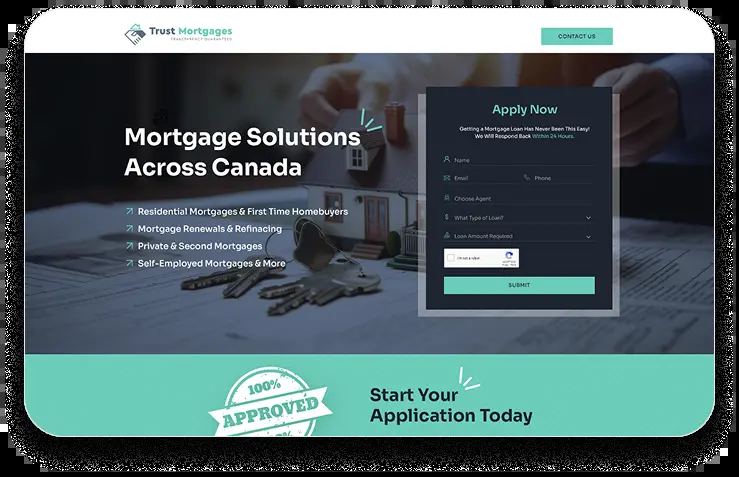 Trust Mortgages
TRANSPARENCY GUARANTEED
CONTACT US
Mortgage Solutions
Across Canada
Residential Mortgages & First Time Homebuyers
Mortgage Renewals & Refinacing
Private & Second Mortgages
Self-Employed Mortgages & More
Apply Now
Getting a Mortgage Loan Has Never Been This Easy!
We Will Respond Back Within 24 Hours.
Name
Email
Phone
Choose Agent
What Type of Loan?
Loan Amount Required
I'm not a robot
SUBMIT
100%
APPROVED
Start Your
Application Today